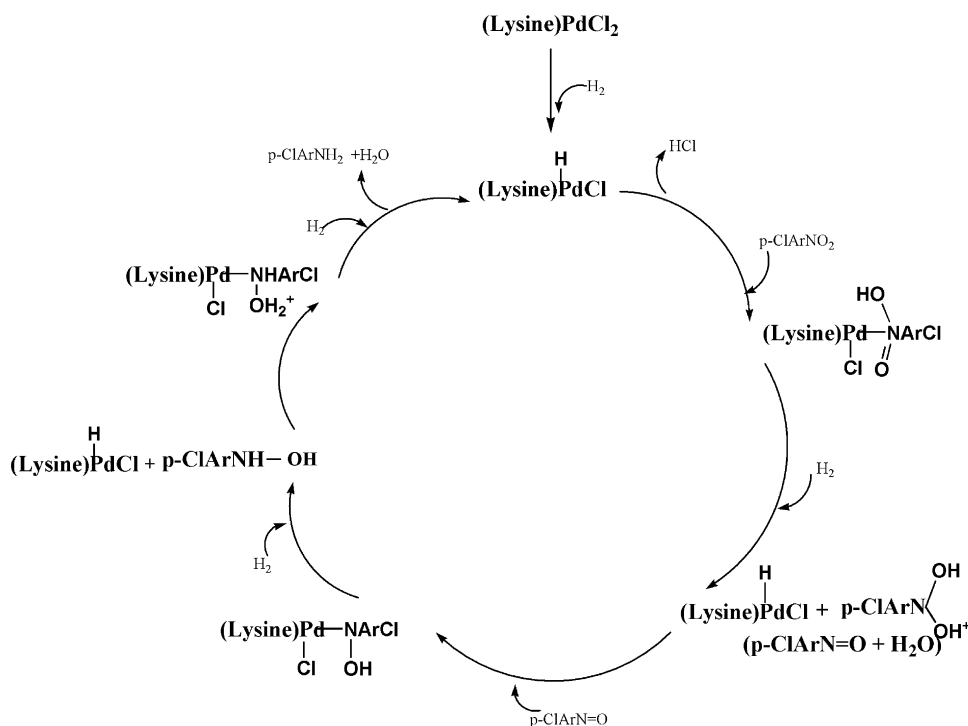 (Lysine)PdCl₂
H₂
H
(Lysine)PdCl
HCl
p-ClArNO₂
HO
(Lysine)Pd—NArCl
Cl
O
H₂
H
(Lysine)PdCl + p-ClArN
OH
OH⁺
(p-ClArN=O + H₂O)
p-ClArN=O
(Lysine)Pd—NArCl
Cl
OH
H₂
H
(Lysine)PdCl + p-ClArNH—OH
(Lysine)Pd—NHArCl
Cl
OH₂⁺
H₂
p-ClArNH₂ +H₂O